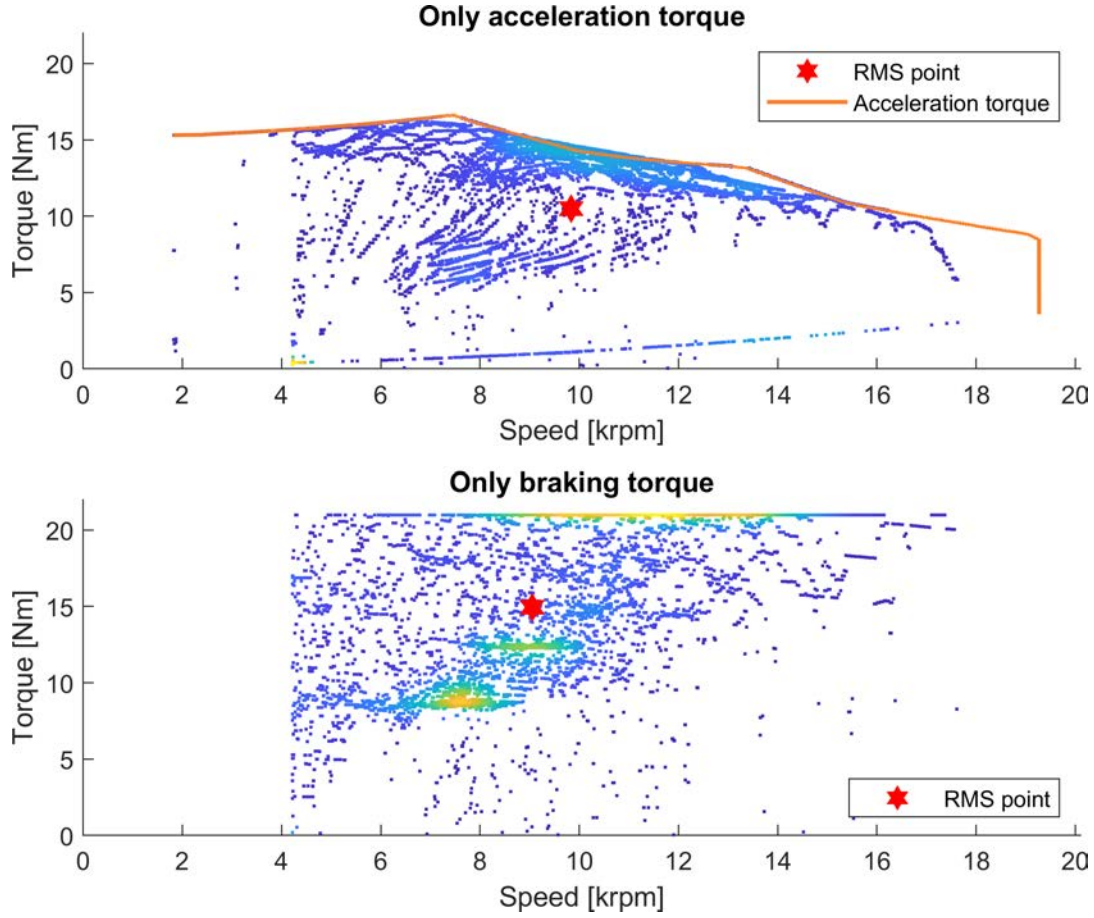 Only acceleration torque
RMS point
Acceleration torque
Torque [Nm]
20
15
10
5
0
0 2 4 6 8 10 12 14 16 18 20
Speed [krpm]
Only braking torque
Torque [Nm]
20
15
10
5
0
RMS point
0 2 4 6 8 10 12 14 16 18 20
Speed [krpm]